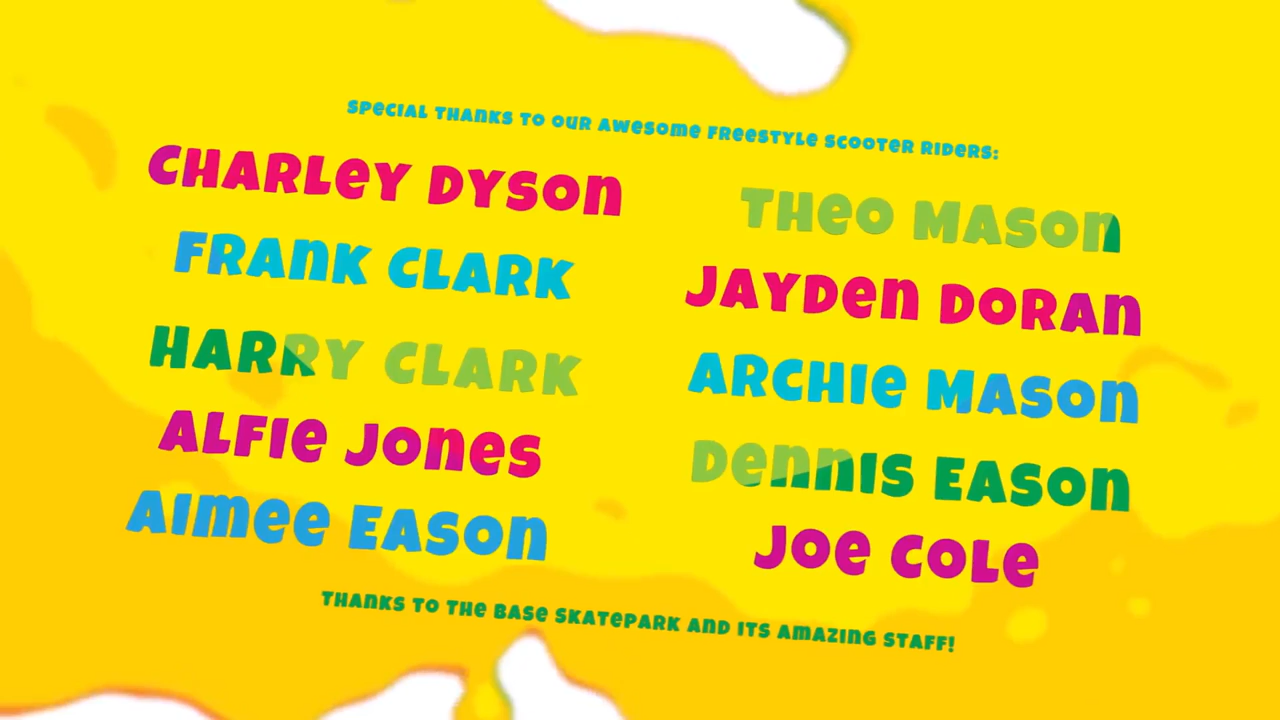 SPECIAL THANKS TO OUR AWESOME FREESTYLE SCOOTER RIDERS:
CHARLEY DYSON
FRANK CLARK
HARRY CLARK
ALFIE JONES
AIMEE EASON
THEO MASON
JAYDEN DORAN
ARCHIE MASON
DENNIS EASON
JOE COLE
THANKS TO THE BASE SKATEPARK AND ITS AMAZING STAFF!